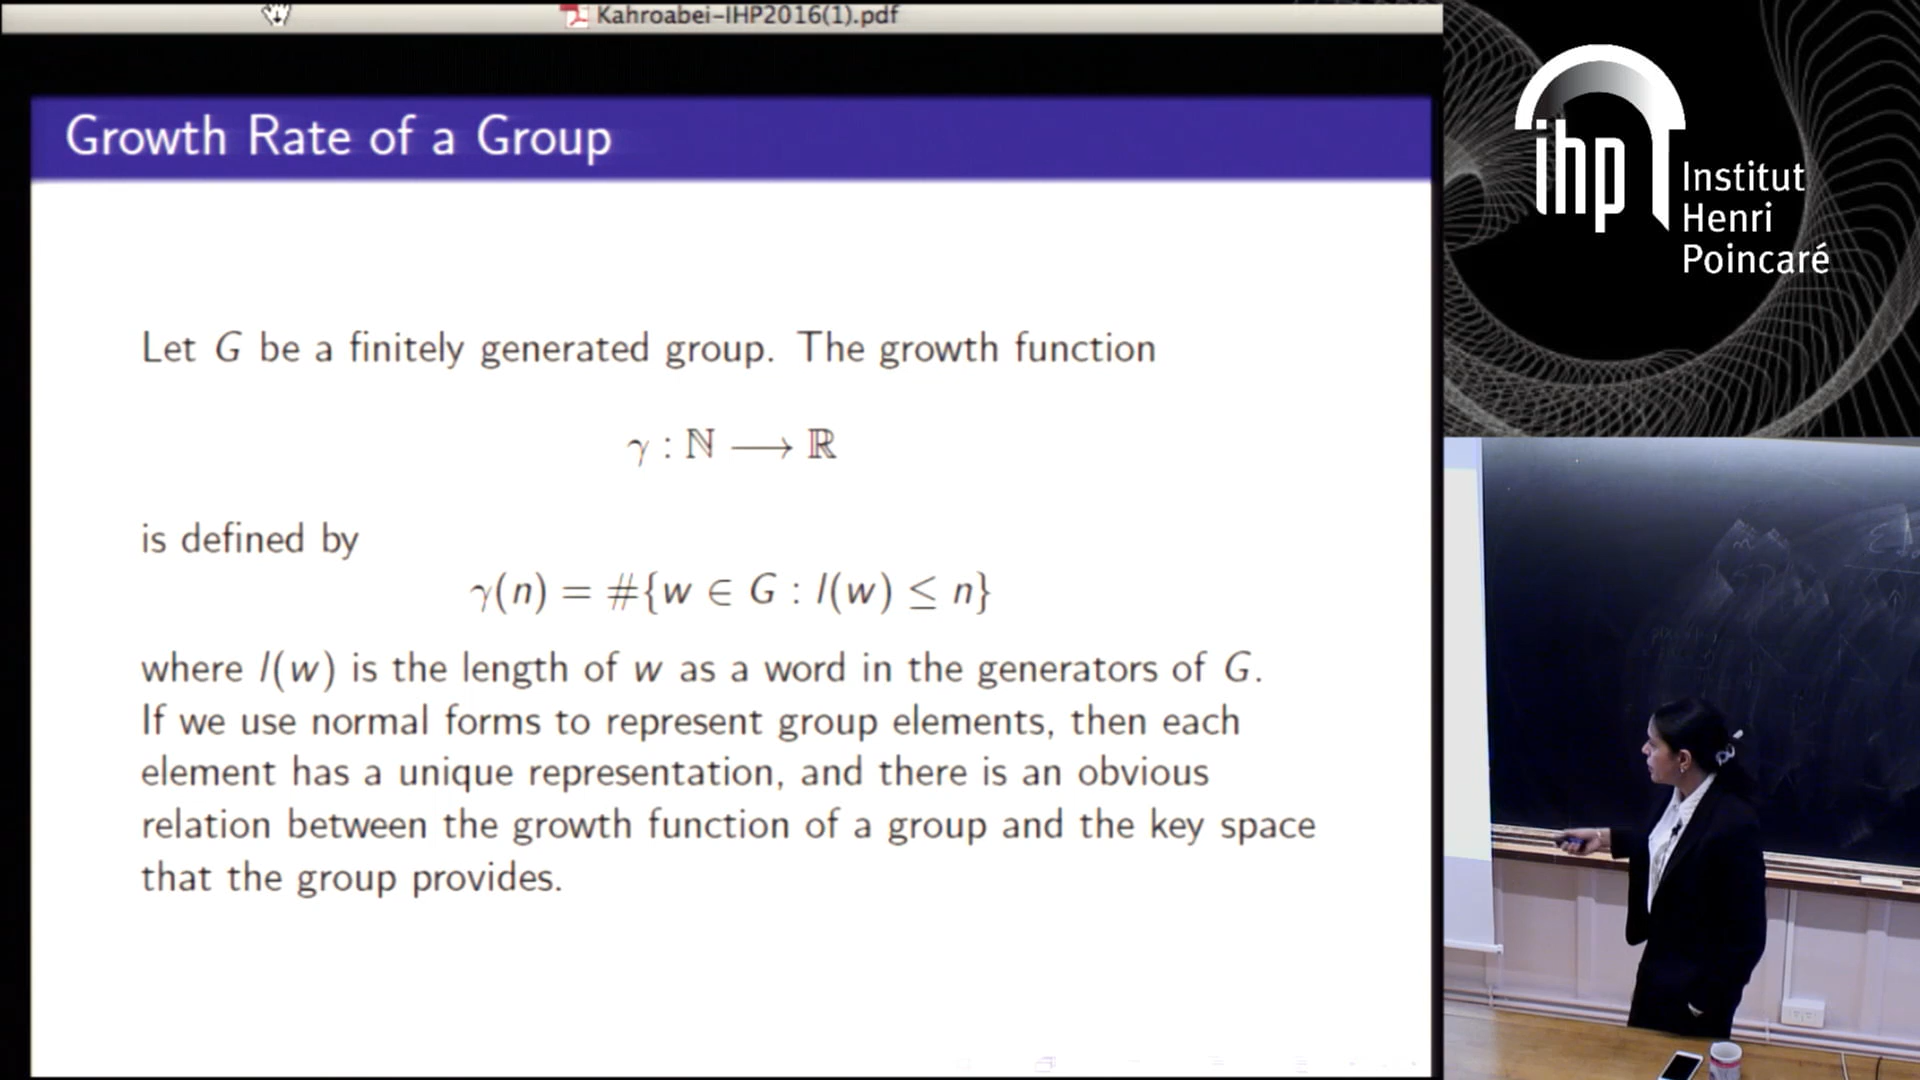 Kahroabei-IHP2016(1).pdf
Growth Rate of a Group
Let G be a finitely generated group. The growth function
γ : ℕ ⟶ ℝ
is defined by
γ(n) = #{w ∈ G : l(w) ≤ n}
where l(w) is the length of w as a word in the generators of G.
If we use normal forms to represent group elements, then each
element has a unique representation, and there is an obvious
relation between the growth function of a group and the key space
that the group provides.
ihp
Institut
Henri
Poincaré